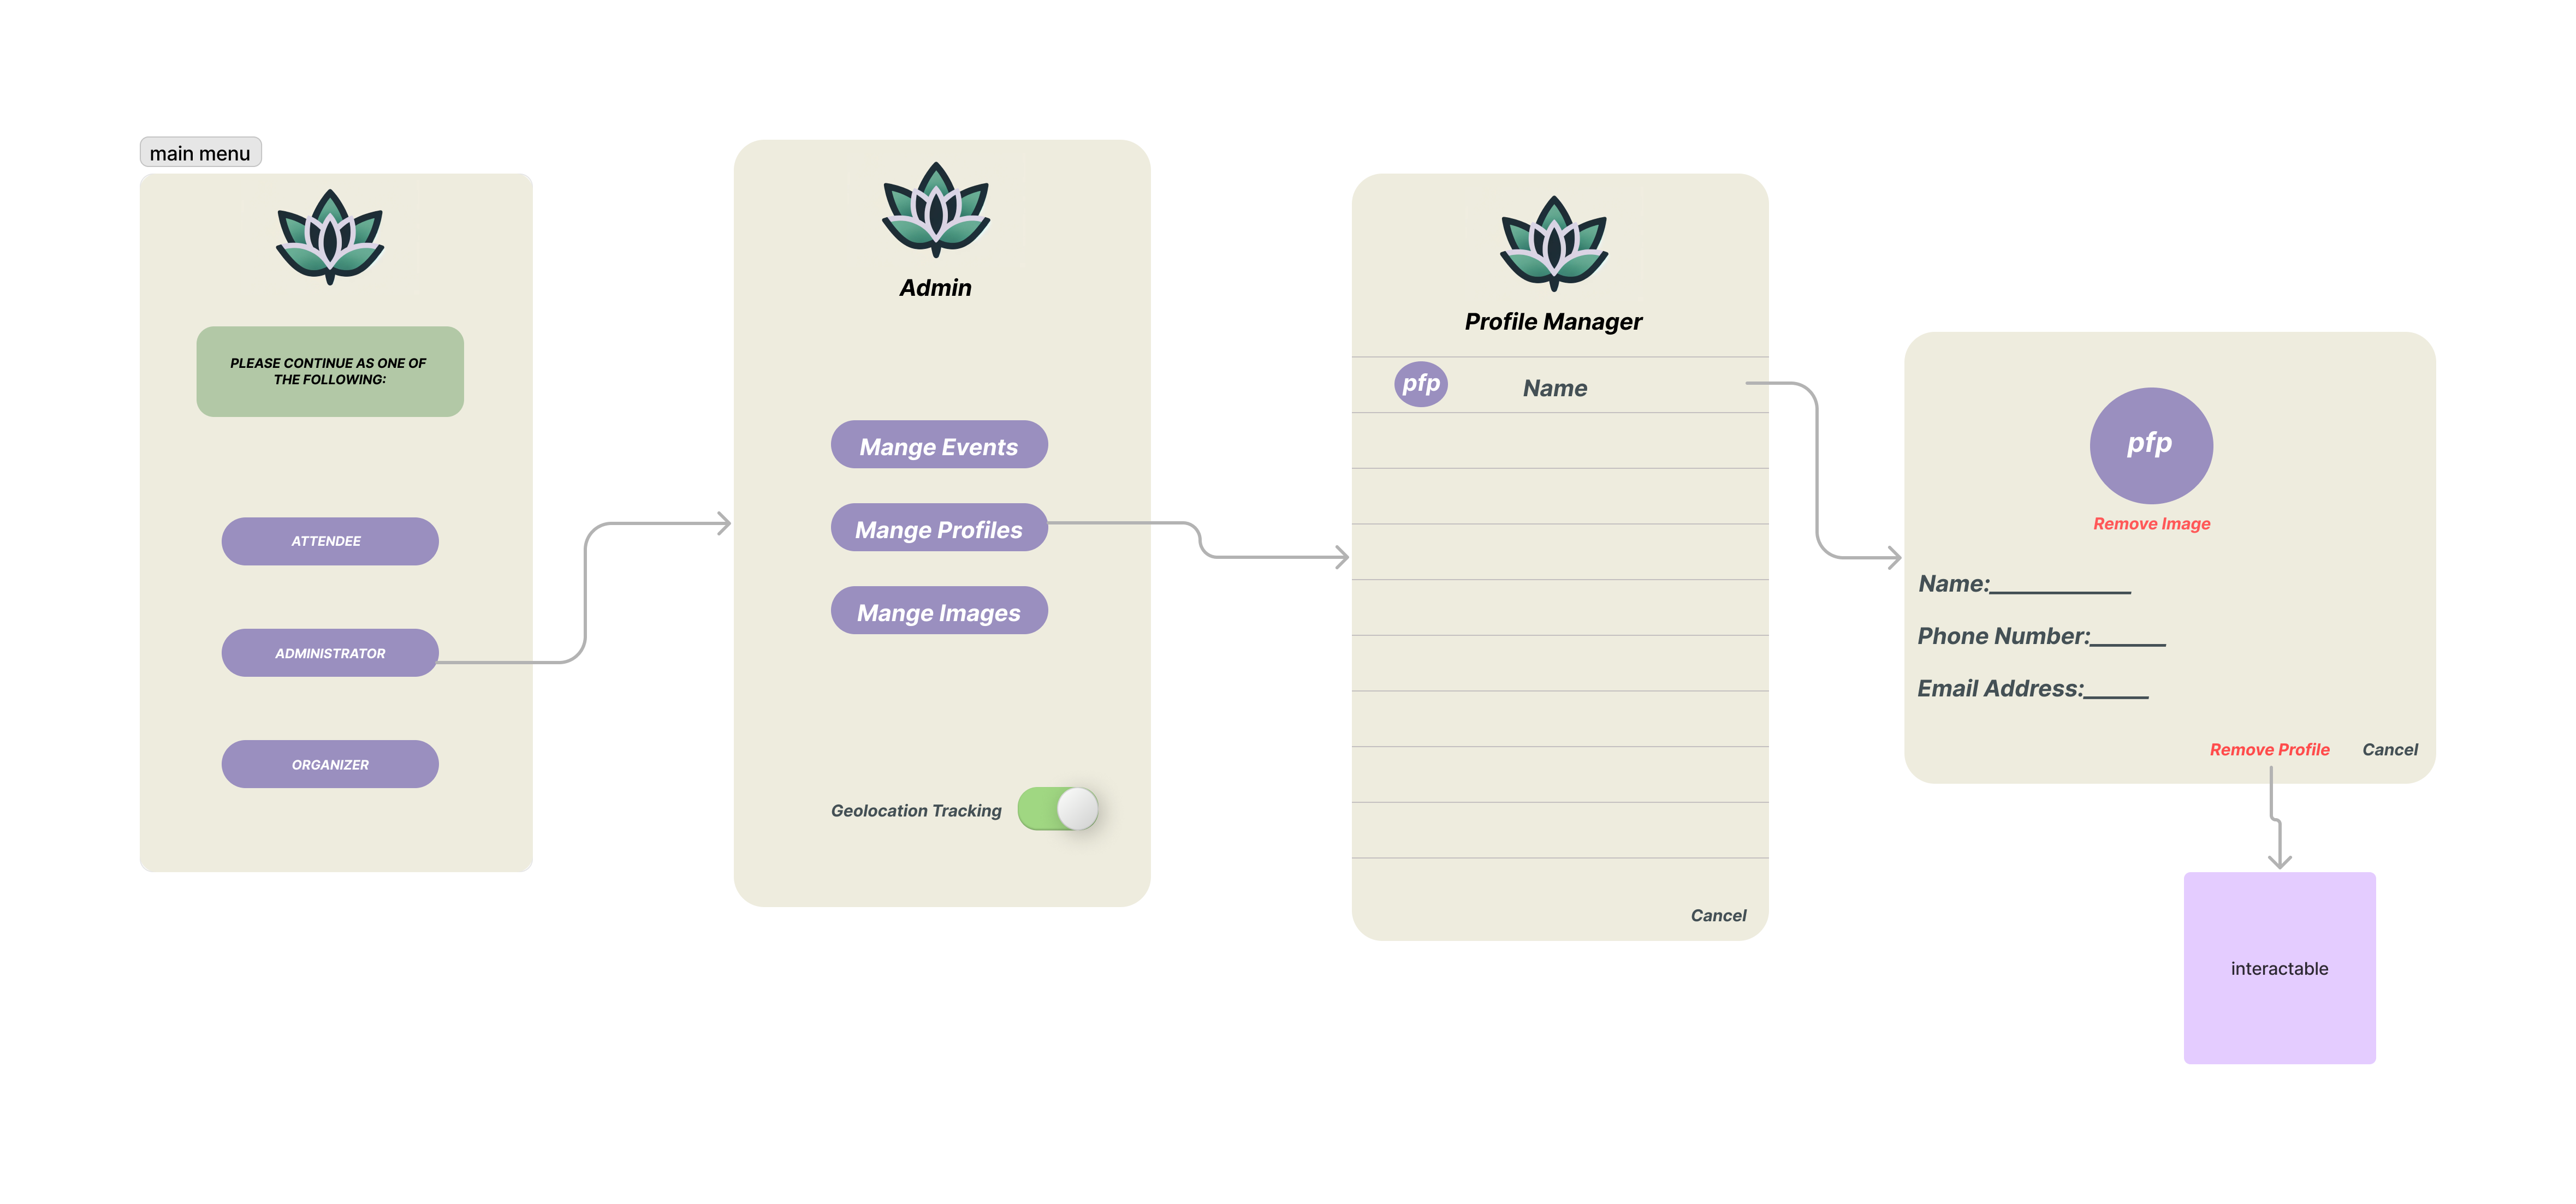 main menu
PLEASE CONTINUE AS ONE OF
THE FOLLOWING:
ATTENDEE
ADMINISTRATOR
ORGANIZER
Admin
Mange Events
Mange Profiles
Mange Images
Geolocation Tracking
Profile Manager
pfp
Name
Cancel
pfp
Remove Image
Name:___________
Phone Number:______
Email Address:_____
Remove Profile
Cancel
interactable